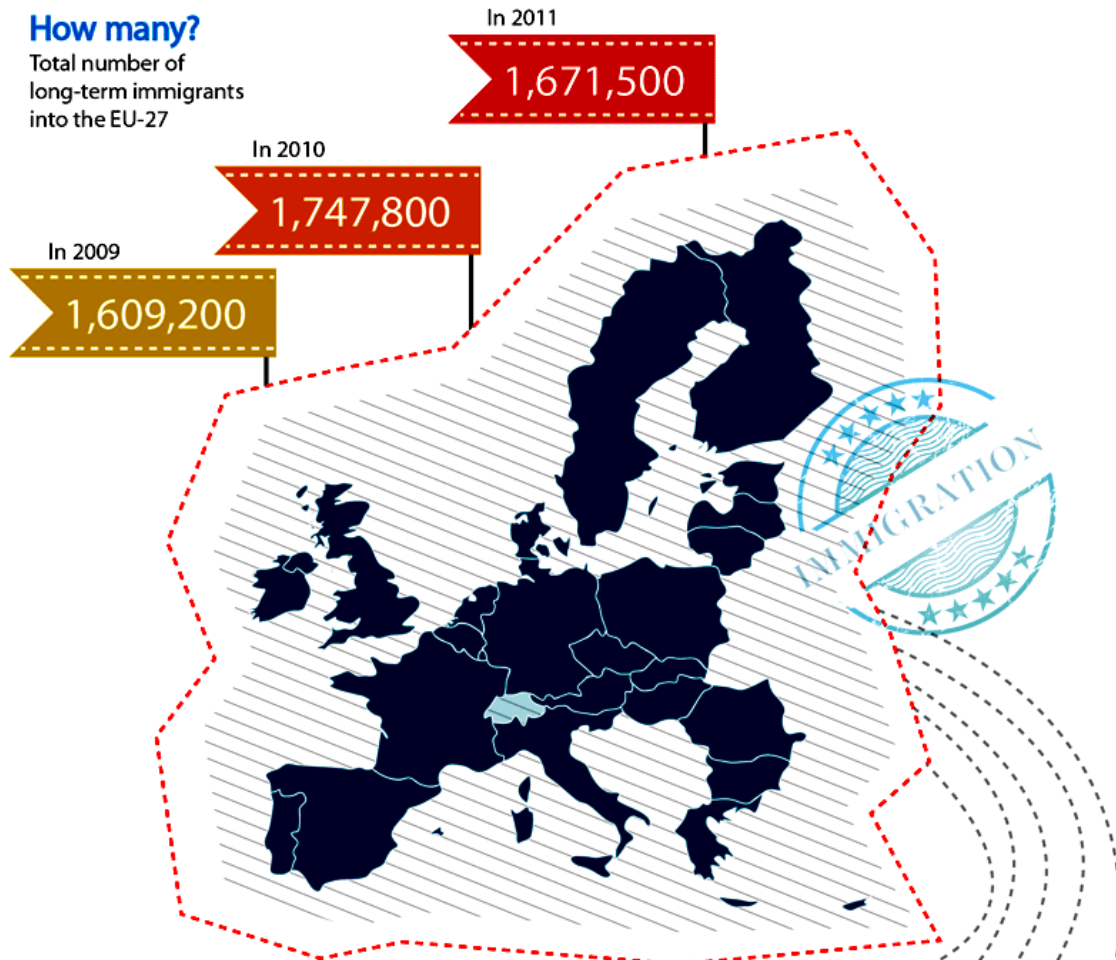 How many?
Total number of
long-term immigrants
into the EU-27
In 2011
1,671,500
In 2010
1,747,800
In 2009
1,609,200
IMMIGRATION